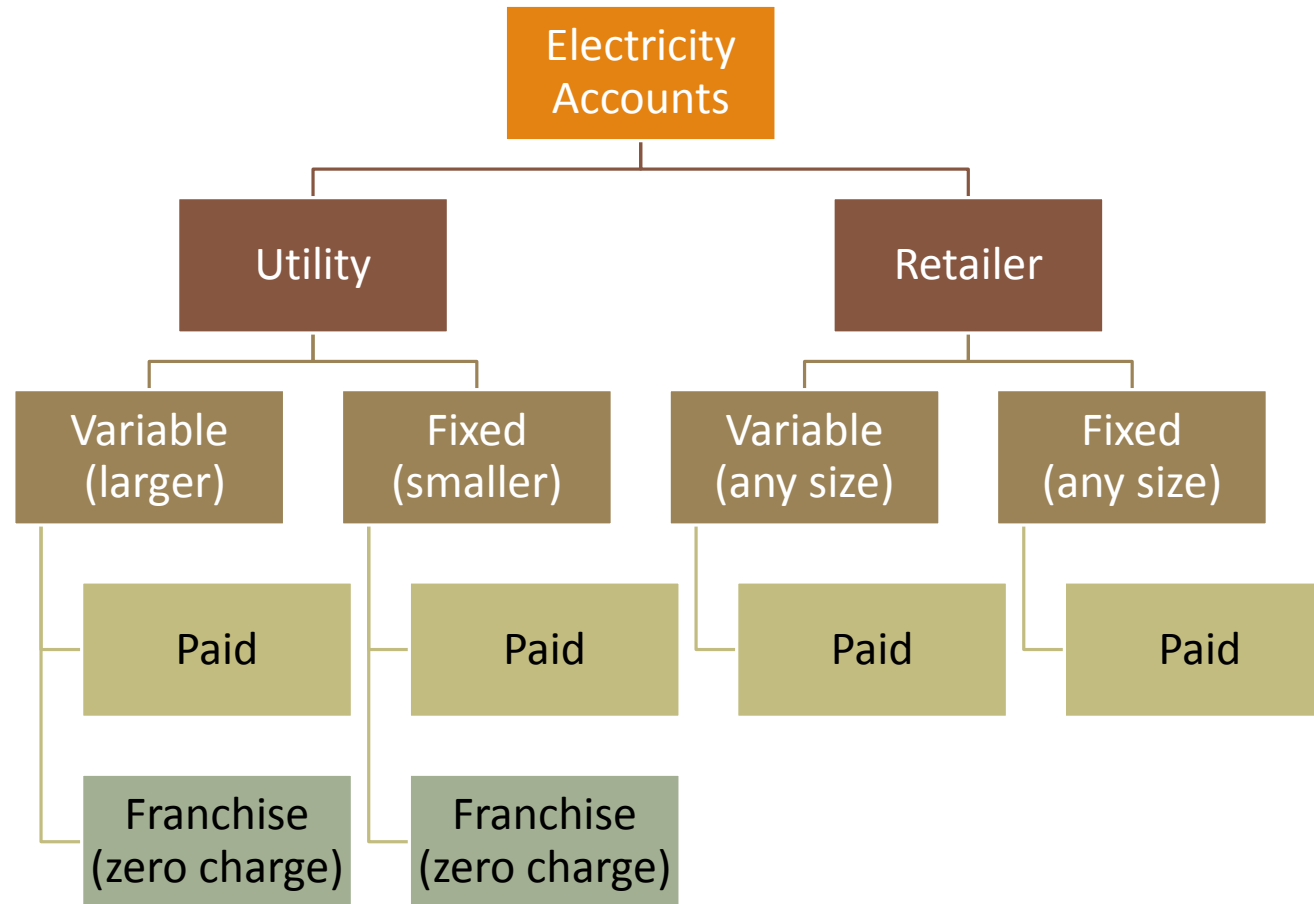 Electricity
Accounts
Utility
Retailer
Variable
(larger)
Fixed
(smaller)
Variable
(any size)
Fixed
(any size)
Paid
Paid
Paid
Paid
Franchise
(zero charge)
Franchise
(zero charge)